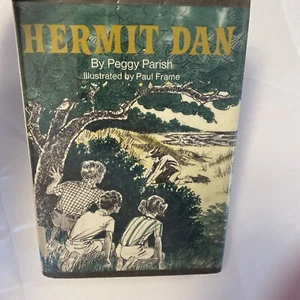 HERMIT DAN
By Peggy Parish
Illustrated by Paul Frame